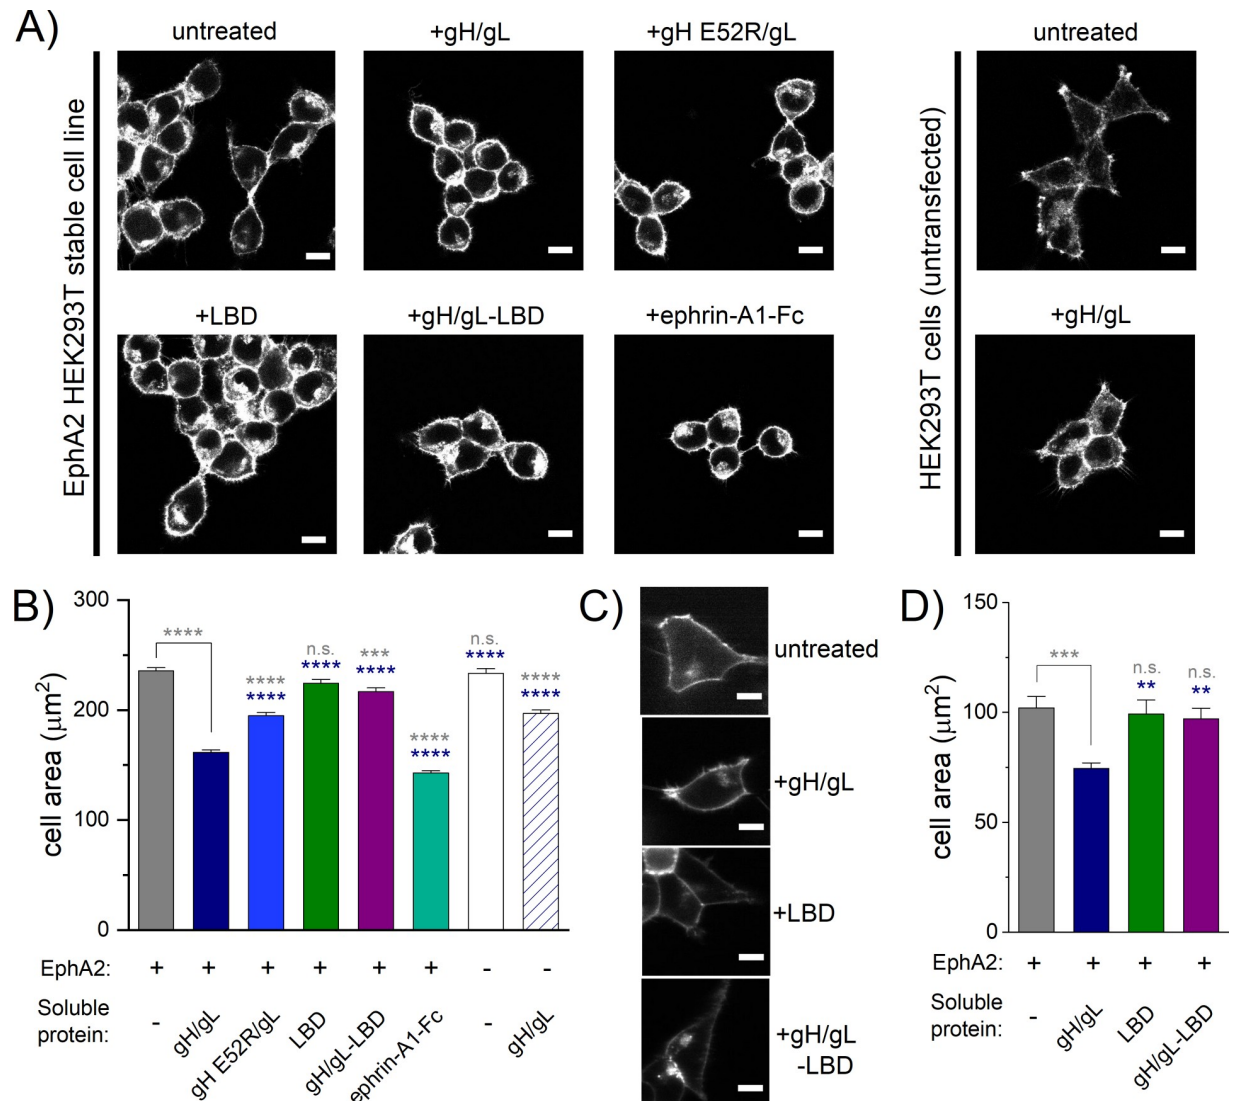 A)
untreated
+gH/gL
+gH E52R/gL
untreated
EphA2 HEK293T stable cell line
HEK293T cells (untransfected)
+LBD
+gH/gL-LBD
+ephrin-A1-Fc
+gH/gL
B)
cell area (μm²)
300
200
100
0
****
****
****
n.s.
****
***
****
****
****
n.s.
****
****
****
EphA2:
+ + + + + + - -
Soluble
protein:
- gH/gL gH E52R/gL LBD gH/gL-LBD ephrin-A1-Fc - gH/gL
C)
untreated
+gH/gL
+LBD
+gH/gL
-LBD
D)
cell area (μm²)
150
100
50
0
***
n.s.
**
n.s.
**
EphA2:
+ + + +
Soluble
protein:
- gH/gL LBD gH/gL-LBD